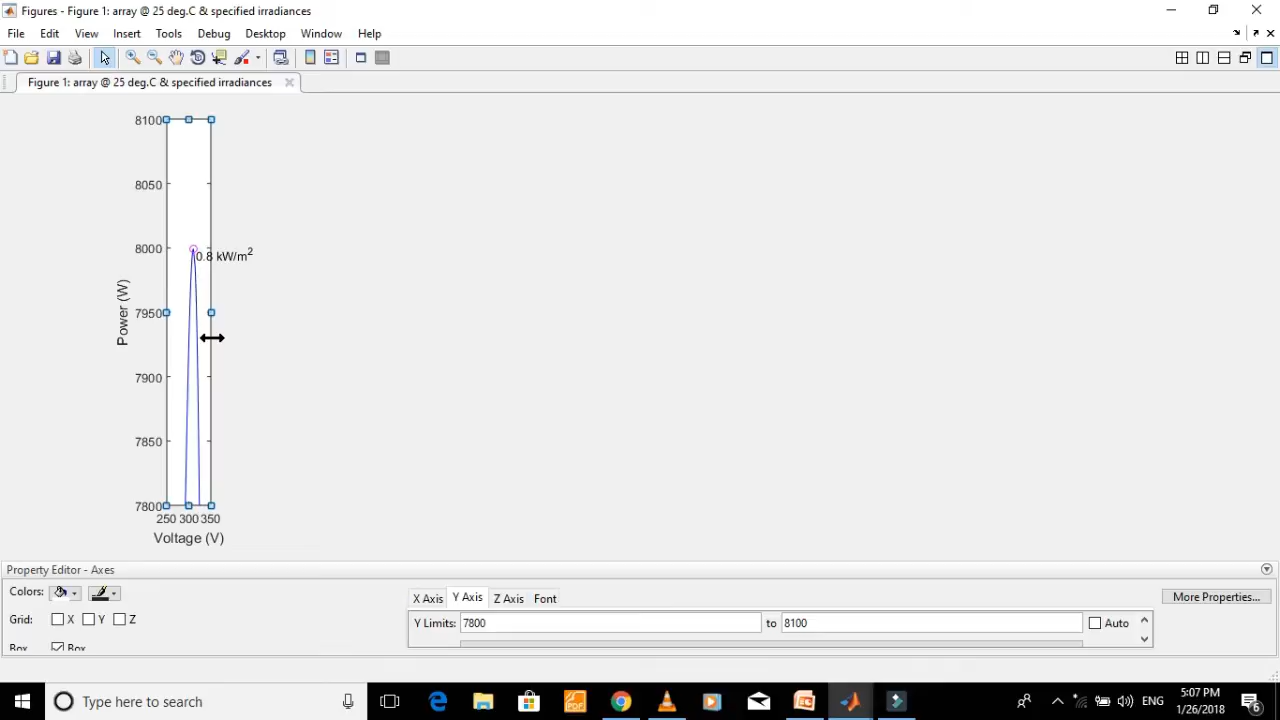 Figures - Figure 1: array @ 25 deg.C & specified irradiances
File Edit View Insert Tools Debug Desktop Window Help
Figure 1: array @ 25 deg.C & specified irradiances
8100
8050
8000
0.8 kW/m2
7950
7900
7850
7800
Power (W)
250 300 350
Voltage (V)
Property Editor - Axes
Colors:
X Axis Y Axis Z Axis Font
More Properties...
Grid: X Y Z
Y Limits: 7800 to 8100 Auto
Box Box
Type here to search
ENG
5:07 PM
1/26/2018
6